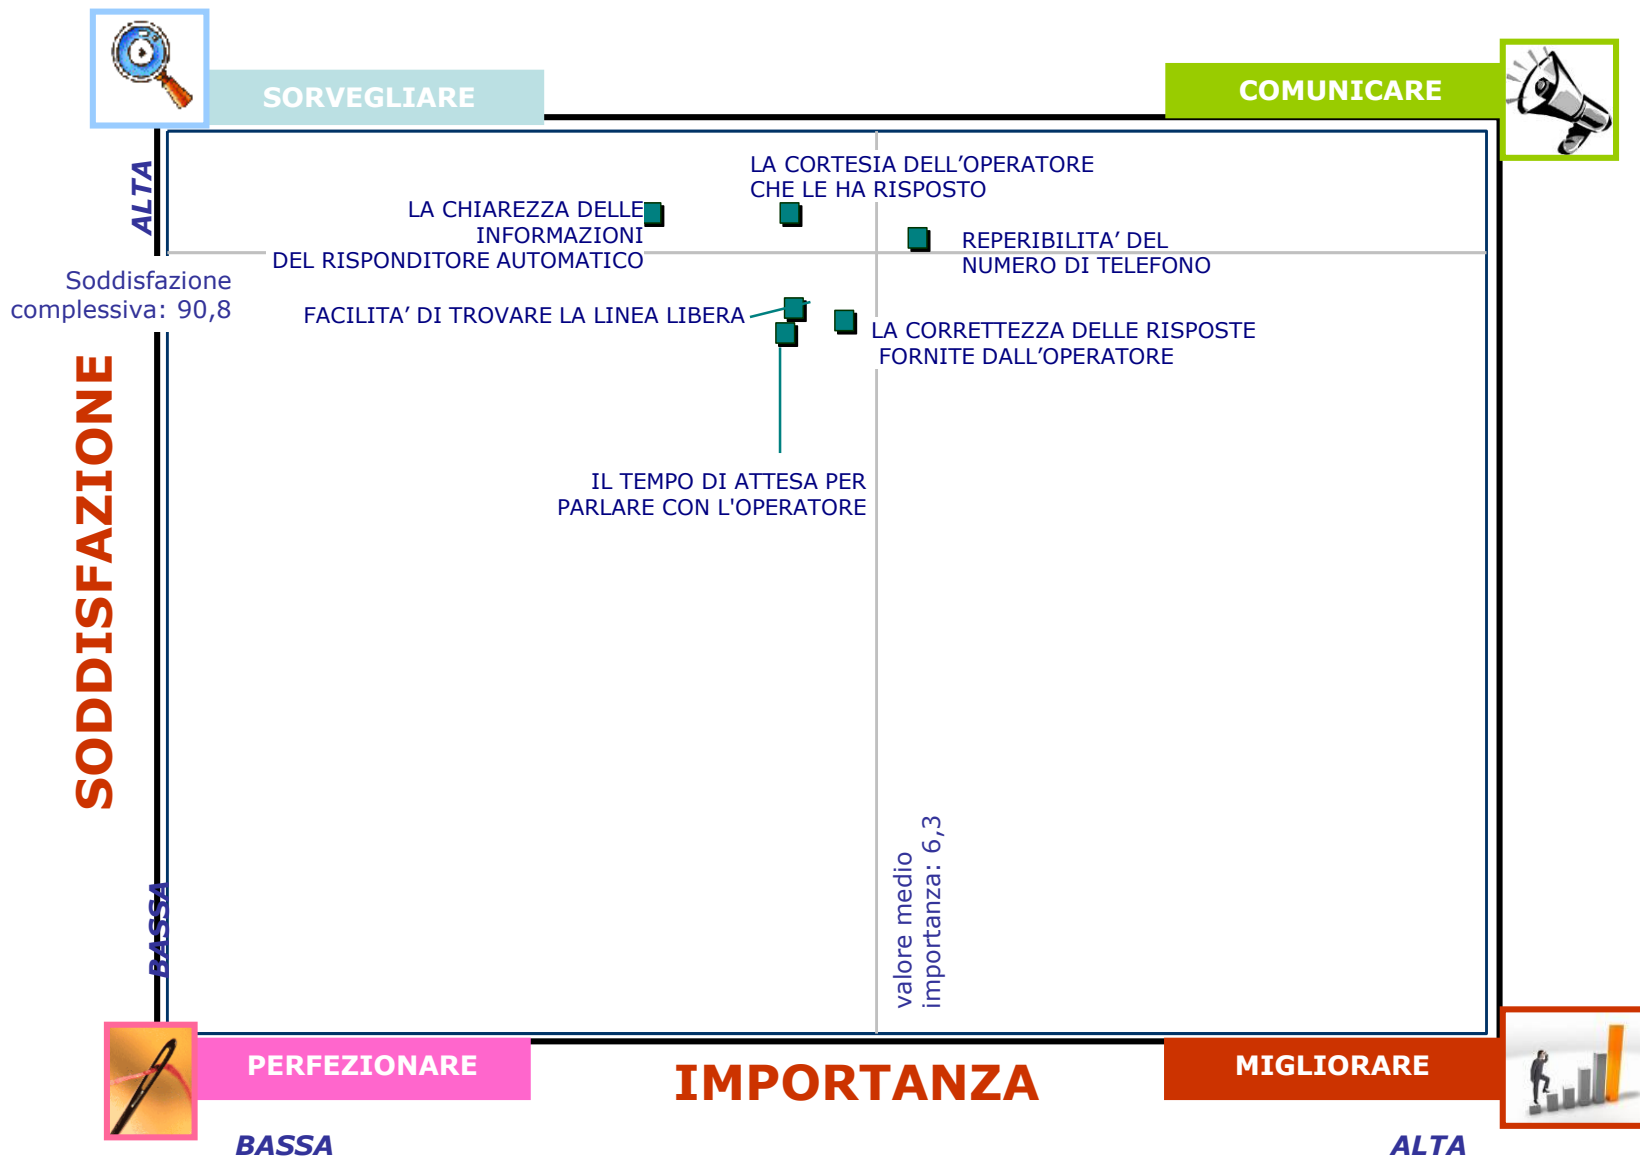 SORVEGLIARE
COMUNICARE
ALTA
LA CORTESIA DELL’OPERATORE
CHE LE HA RISPOSTO
LA CHIAREZZA DELLE
INFORMAZIONI
DEL RISPONDITORE AUTOMATICO
REPERIBILITA’ DEL
NUMERO DI TELEFONO
Soddisfazione
complessiva: 90,8
FACILITA’ DI TROVARE LA LINEA LIBERA
LA CORRETTEZZA DELLE RISPOSTE
FORNITE DALL’OPERATORE
SODDISFAZIONE
IL TEMPO DI ATTESA PER
PARLARE CON L'OPERATORE
valore medio
importanza: 6,3
BASSA
PERFEZIONARE
IMPORTANZA
MIGLIORARE
BASSA
ALTA